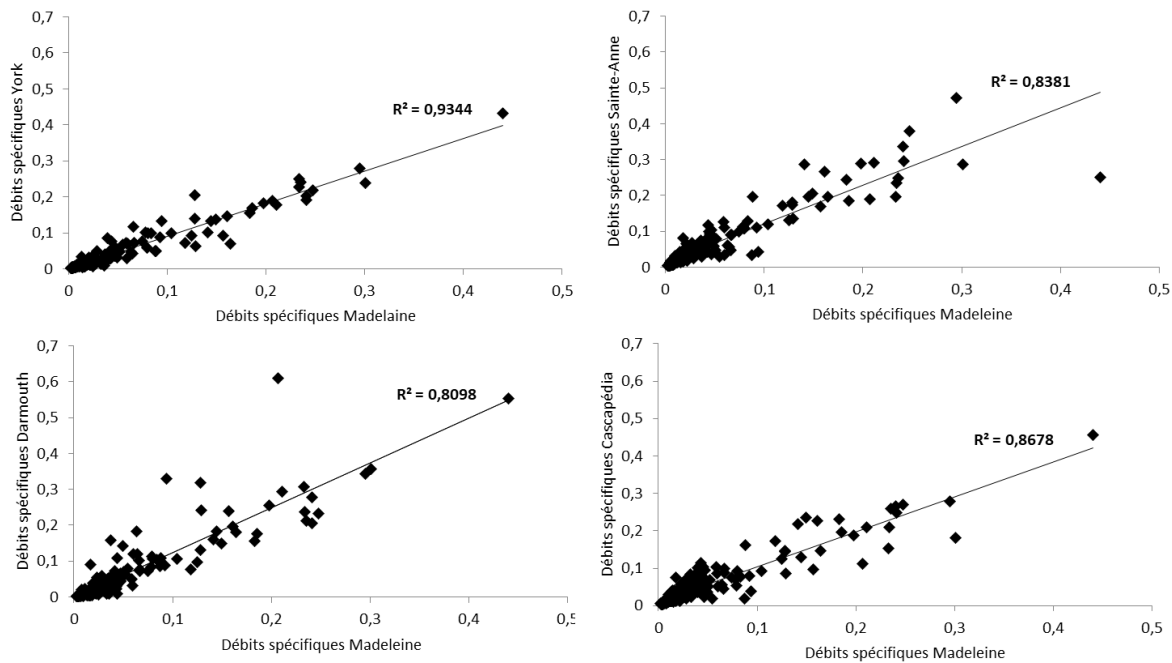 0,7
0,6
0,5
0,4
0,3
0,2
0,1
0
Débits spécifiques York
R² = 0,9344
0 0,1 0,2 0,3 0,4 0,5
Débits spécifiques Madelaine
0,7
0,6
0,5
0,4
0,3
0,2
0,1
0
Débits spécifiques Sainte-Anne
R² = 0,8381
0 0,1 0,2 0,3 0,4 0,5
Débits spécifiques Madeleine
0,7
0,6
0,5
0,4
0,3
0,2
0,1
0
Débits spécifiques Darmouth
R² = 0,8098
0 0,1 0,2 0,3 0,4 0,5
Débits spécifiques Madeleine
0,7
0,6
0,5
0,4
0,3
0,2
0,1
0
Débits spécifiques Cascapédia
R² = 0,8678
0 0,1 0,2 0,3 0,4 0,5
Débits spécifiques Madeleine